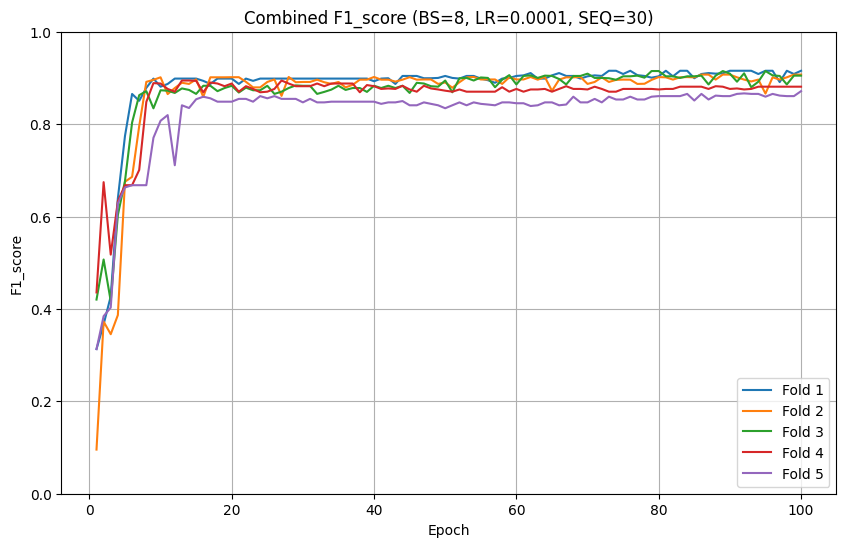 Combined F1_score (BS=8, LR=0.0001, SEQ=30)
F1_score
1.0
0.8
0.6
0.4
0.2
0.0
0 20 40 60 80 100
Epoch
Fold 1
Fold 2
Fold 3
Fold 4
Fold 5